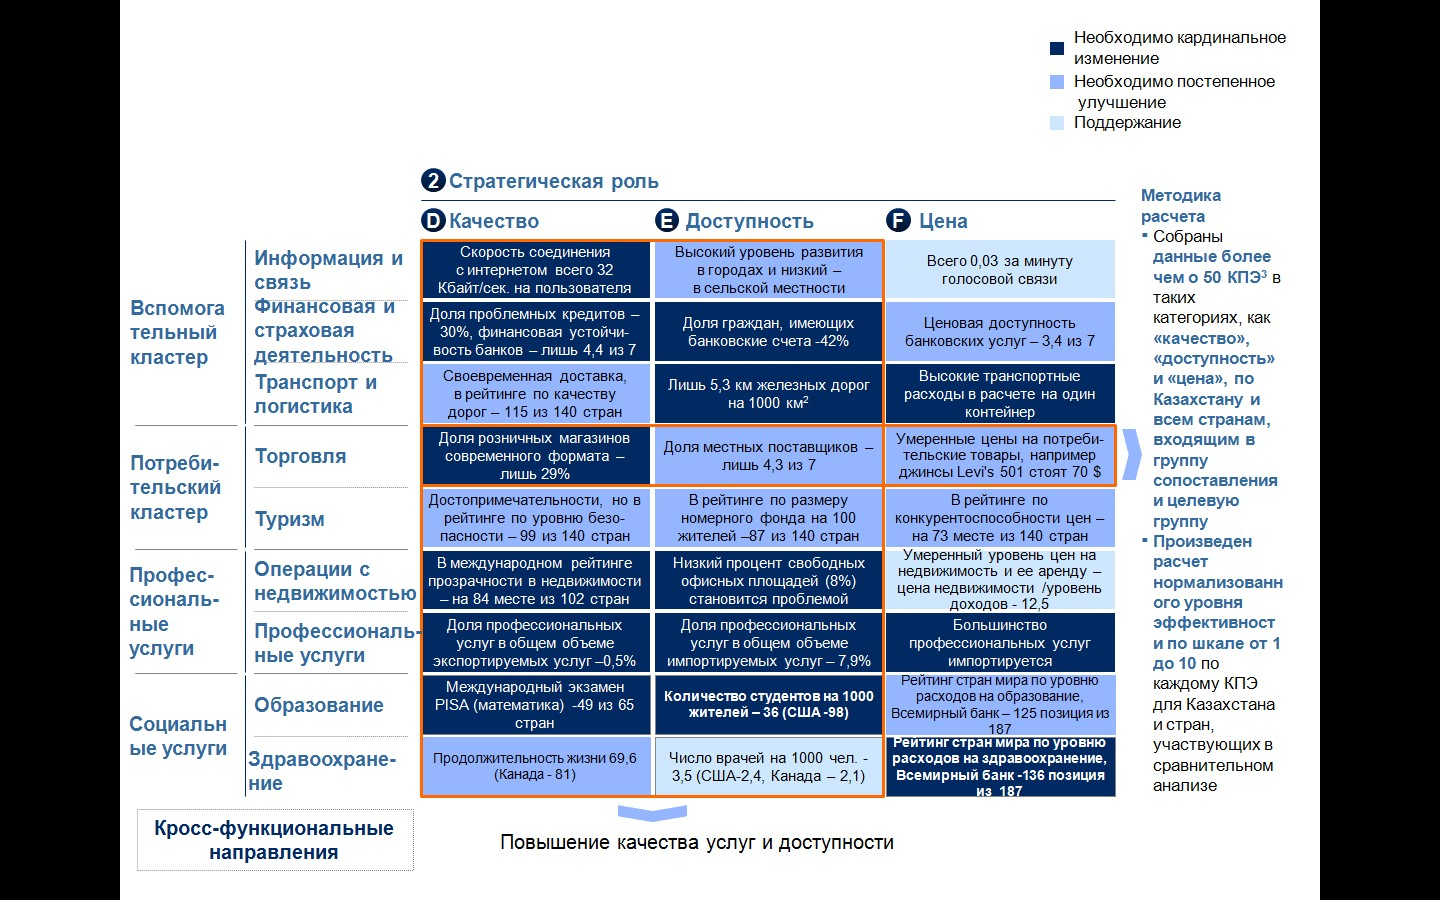 Необходимо кардинальное
изменение
Необходимо постепенное
улучшение
Поддержание
2 Стратегическая роль
D Качество
E Доступность
F Цена
Вспомога
тельный
кластер
Информация и
связь
Скорость соединения
с интернетом всего 32
Кбайт/сек. на пользователя
Высокий уровень развития
в городах и низкий –
в сельской местности
Всего 0,03 за минуту
голосовой связи
Финансовая и
страховая
деятельность
Доля проблемных кредитов –
30%, финансовая устойчи-
вость банков – лишь 4,4 из 7
Доля граждан, имеющих
банковские счета -42%
Ценовая доступность
банковских услуг – 3,4 из 7
Транспорт и
логистика
Своевременная доставка,
в рейтинге по качеству
дорог – 115 из 140 стран
Лишь 5,3 км железных дорог
на 1000 км²
Высокие транспортные
расходы в расчете на один
контейнер
Потреби-
тельский
кластер
Торговля
Доля розничных магазинов
современного формата –
лишь 29%
Доля местных поставщиков –
лишь 4,3 из 7
Умеренные цены на потреби-
тельские товары, например
джинсы Levi's 501 стоят 70 $
Туризм
Достопримечательности, но в
рейтинге по уровню безо-
пасности – 99 из 140 стран
В рейтинге по размеру
номерного фонда на 100
жителей –87 из 140 стран
В рейтинге по
конкурентоспособности цен –
на 73 месте из 140 стран
Профес-
сиональ-
ные
услуги
Операции с
недвижимостью
В международном рейтинге
прозрачности в недвижимости
– на 84 месте из 102 стран
Низкий процент свободных
офисных площадей (8%)
становится проблемой
Умеренный уровень цен на
недвижимость и ее аренду –
цена недвижимости /уровень
доходов - 12,5
Профессиональ-
ные услуги
Доля профессиональных
услуг в общем объеме
экспортируемых услуг –0,5%
Доля профессиональных
услуг в общем объеме
импортируемых услуг – 7,9%
Большинство
профессиональных услуг
импортируется
Социальн
ые услуги
Образование
Международный экзамен
PISA (математика) -49 из 65
стран
Количество студентов на 1000
жителей – 36 (США -98)
Рейтинг стран мира по уровню
расходов на образование,
Всемирный банк – 125 позиция из
187
Здравоохране-
ние
Продолжительность жизни 69,6
(Канада - 81)
Число врачей на 1000 чел. -
3,5 (США-2,4, Канада – 2,1)
Рейтинг стран мира по уровню
расходов на здравоохранение,
Всемирный банк -136 позиция
из 187
Методика
расчета
▪ Собраны
данные более
чем о 50 КПЭ³ в
таких
категориях, как
«качество»,
«доступность»
и «цена», по
Казахстану и
всем странам,
входящим в
группу
сопоставления
и целевую
группу
▪ Произведен
расчет
нормализованн
ого уровня
эффективност
и по шкале от 1
до 10 по
каждому КПЭ
для Казахстана
и стран,
участвующих в
сравнительном
анализе
Кросс-функциональные
направления
Повышение качества услуг и доступности